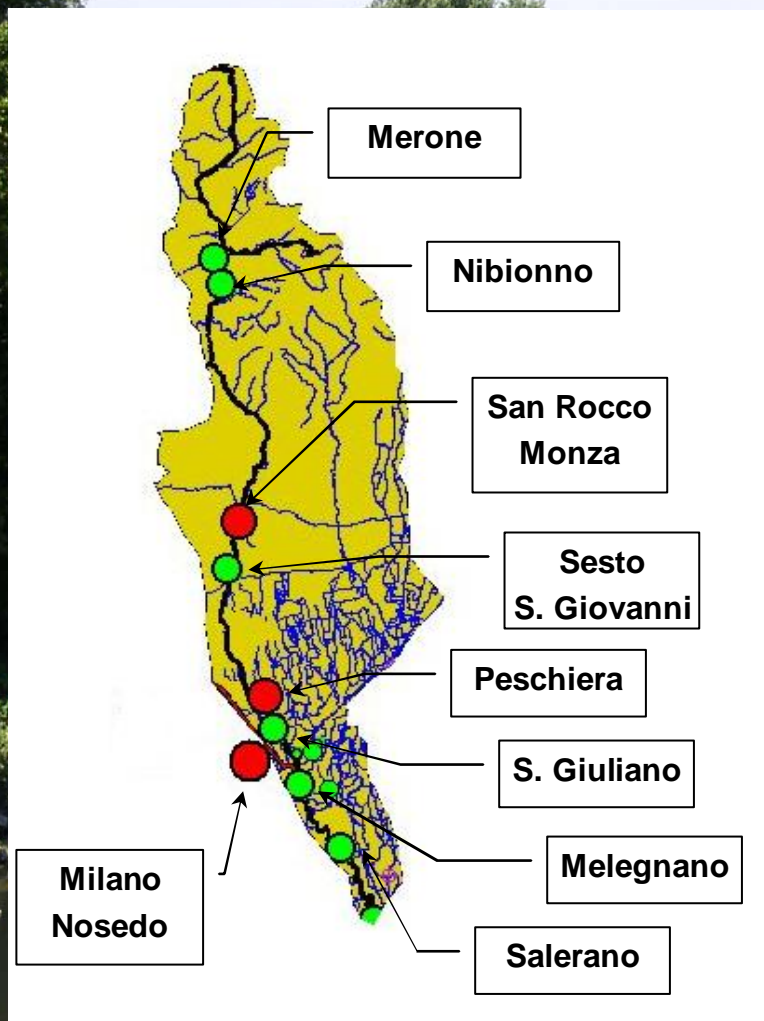 Merone
Nibionno
San Rocco
Monza
Sesto
S. Giovanni
Peschiera
S. Giuliano
Melegnano
Milano
Nosedo
Salerano